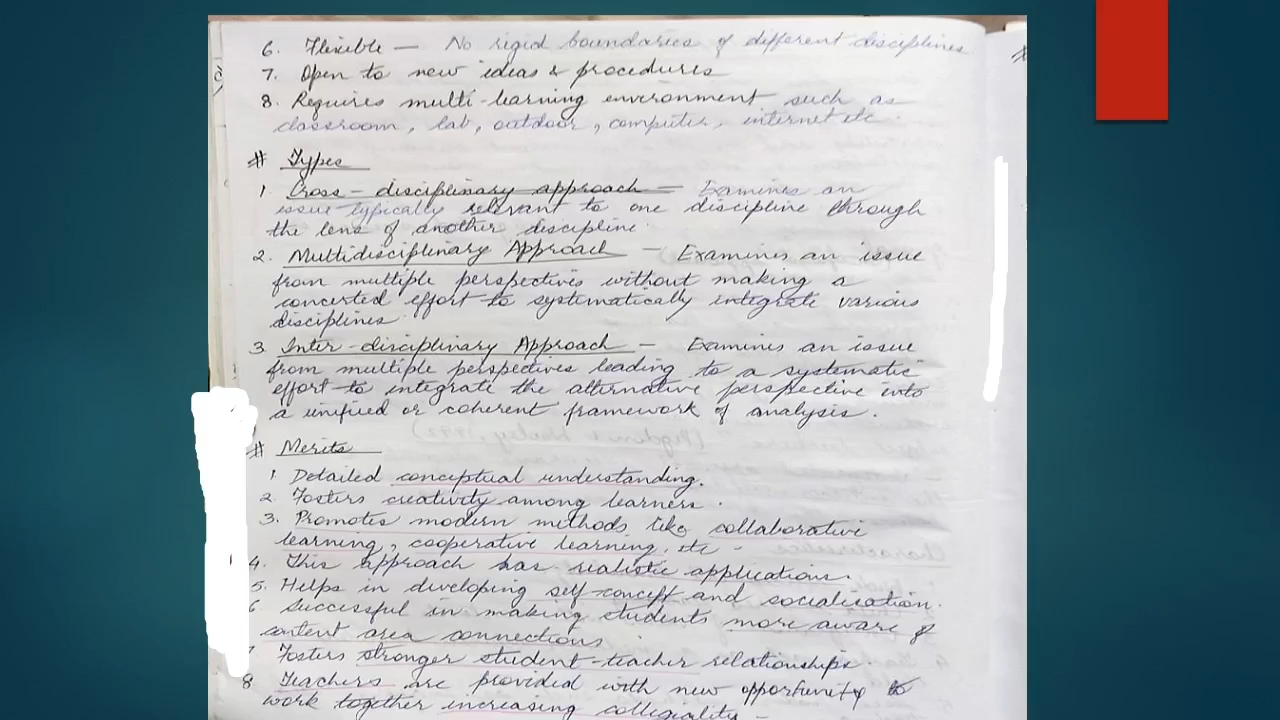 6. Flexible — No rigid boundaries of different disciplines
7. Open to new ideas & procedures
8. Requires multi-learning environment such as
classroom, lab, outdoor, computer, internet etc.
# Types
1. Cross-disciplinary approach — Examines an
issue typically relevant to one discipline through
the lens of another discipline.
2. Multidisciplinary Approach — Examines an issue
from multiple perspectives without making a
concerted effort to systematically integrate various
disciplines.
3. Inter-disciplinary Approach — Examines an issue
from multiple perspectives leading to a systematic
effort to integrate the alternative perspective into
a unified or coherent framework of analysis.
# Merits
1. Detailed conceptual understanding.
2. Fosters creativity among learners.
3. Promotes modern methods like collaborative
learning, cooperative learning, etc -
4. This approach has realistic applications.
5. Helps in developing self-concept and socialisation.
6 Successful in making students more aware of
content area connections
7 Fosters stronger student-teacher relationships.
8 Teachers are provided with new opportunity to
work together increasing collegiality -